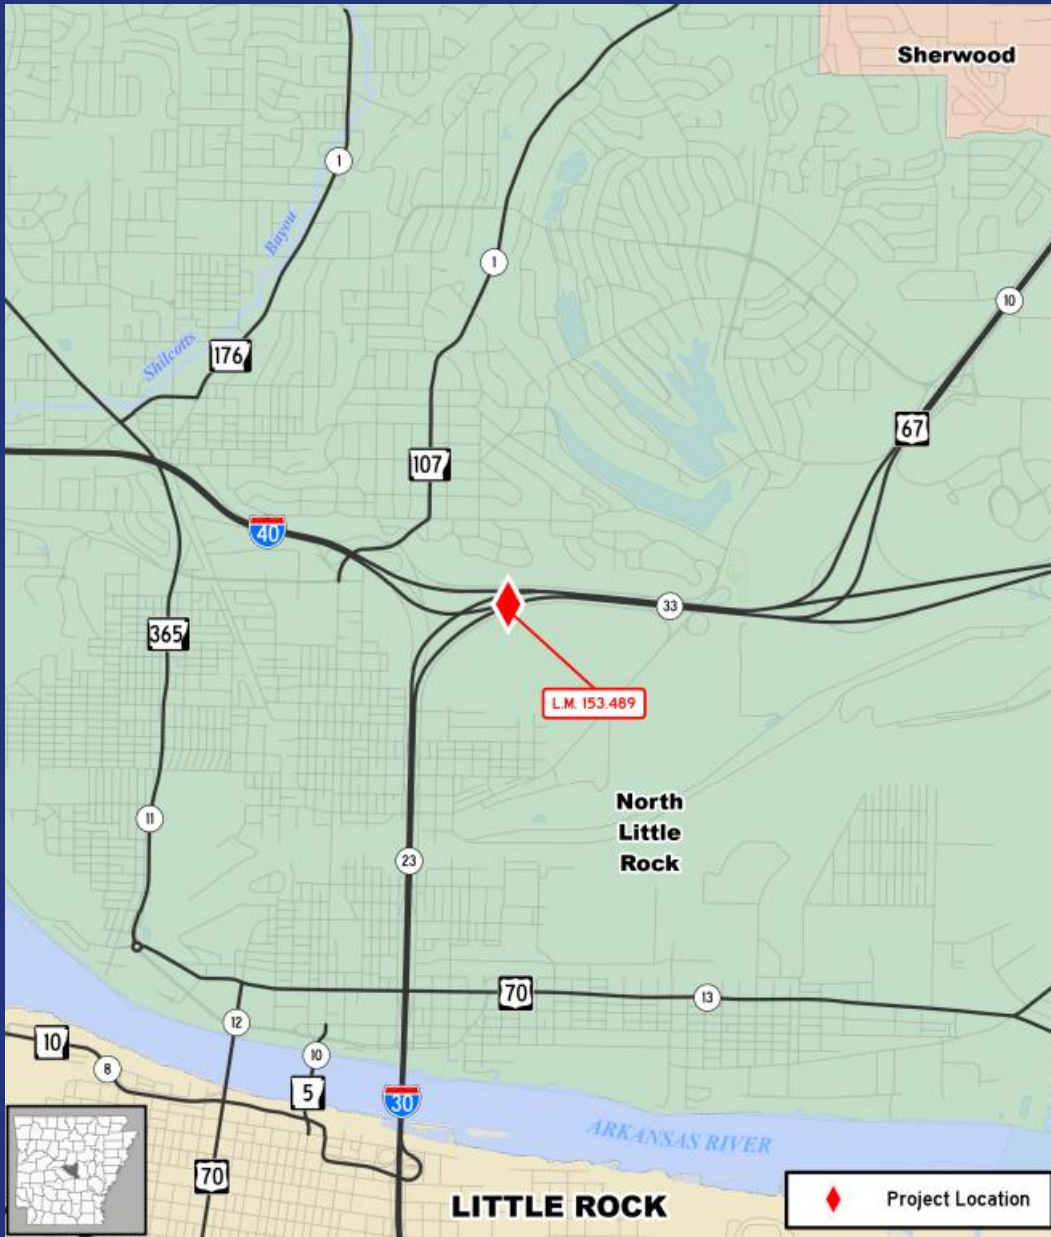 Sherwood
1
Bayou
1
10
Shilcotts
176
67
107
40
33
365
L.M. 153.489
North
Little
Rock
11
23
70
13
12
10
10
8
5
30
ARKANSAS RIVER
70
LITTLE ROCK
Project Location